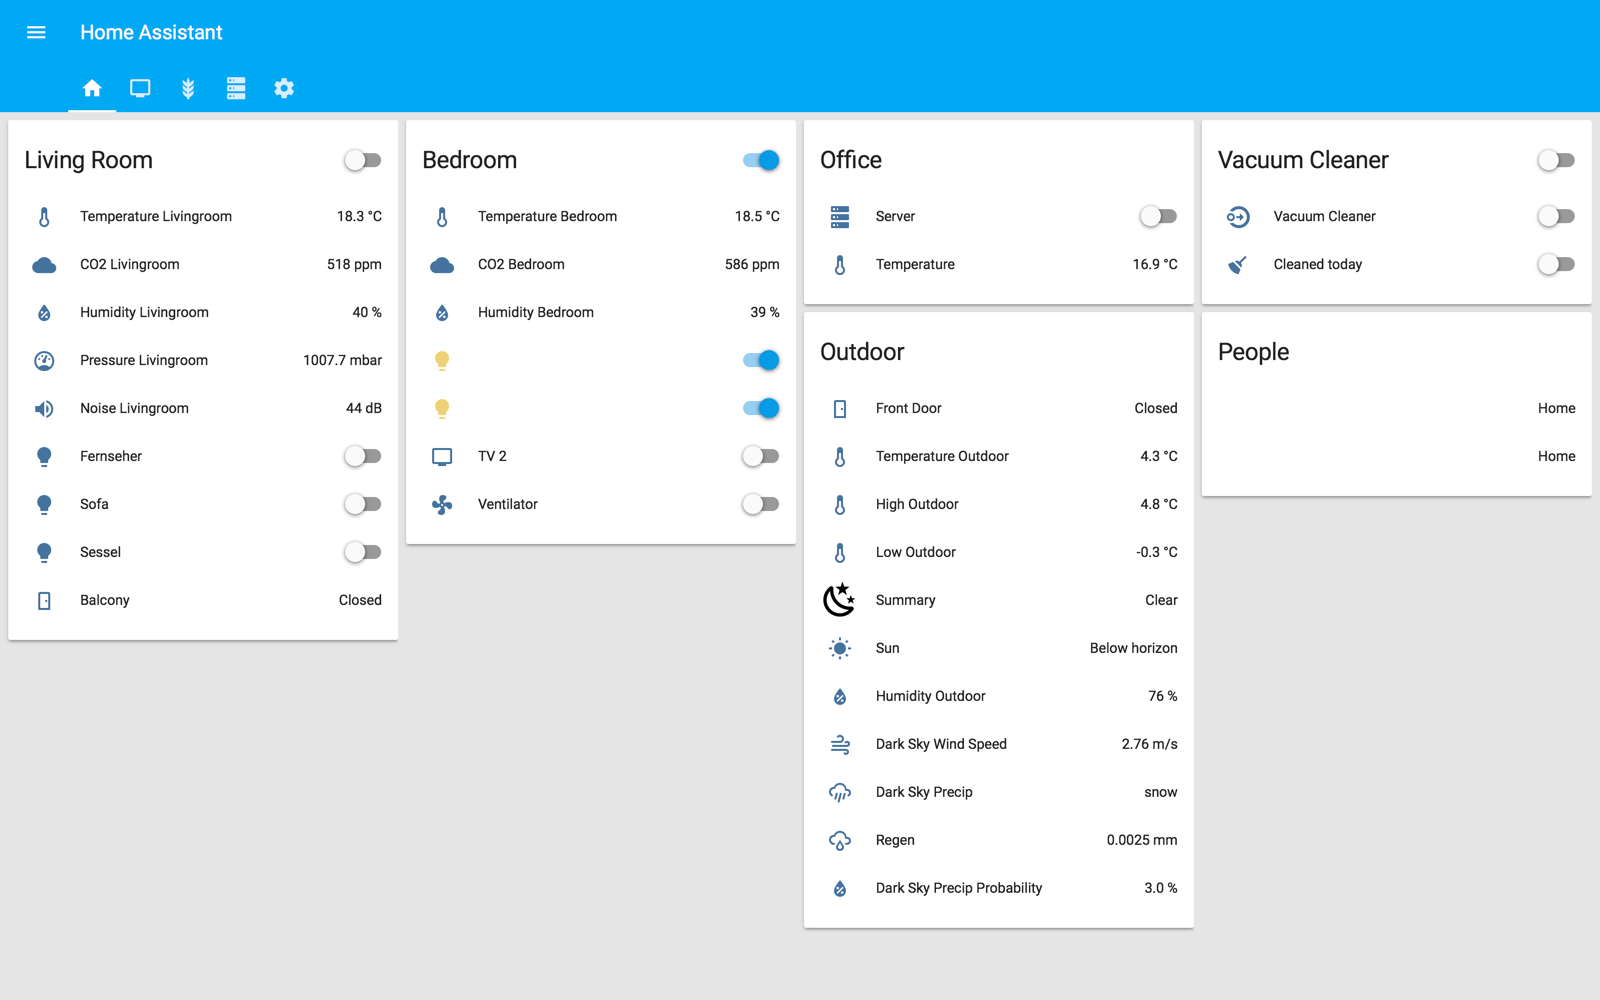 Home Assistant
Living Room
Temperature Livingroom 18.3 °C
CO2 Livingroom 518 ppm
Humidity Livingroom 40 %
Pressure Livingroom 1007.7 mbar
Noise Livingroom 44 dB
Fernseher
Sofa
Sessel
Balcony Closed
Bedroom
Temperature Bedroom 18.5 °C
CO2 Bedroom 586 ppm
Humidity Bedroom 39 %
TV 2
Ventilator
Office
Server
Temperature 16.9 °C
Outdoor
Front Door Closed
Temperature Outdoor 4.3 °C
High Outdoor 4.8 °C
Low Outdoor -0.3 °C
Summary Clear
Sun Below horizon
Humidity Outdoor 76 %
Dark Sky Wind Speed 2.76 m/s
Dark Sky Precip snow
Regen 0.0025 mm
Dark Sky Precip Probability 3.0 %
Vacuum Cleaner
Vacuum Cleaner
Cleaned today
People
Home
Home